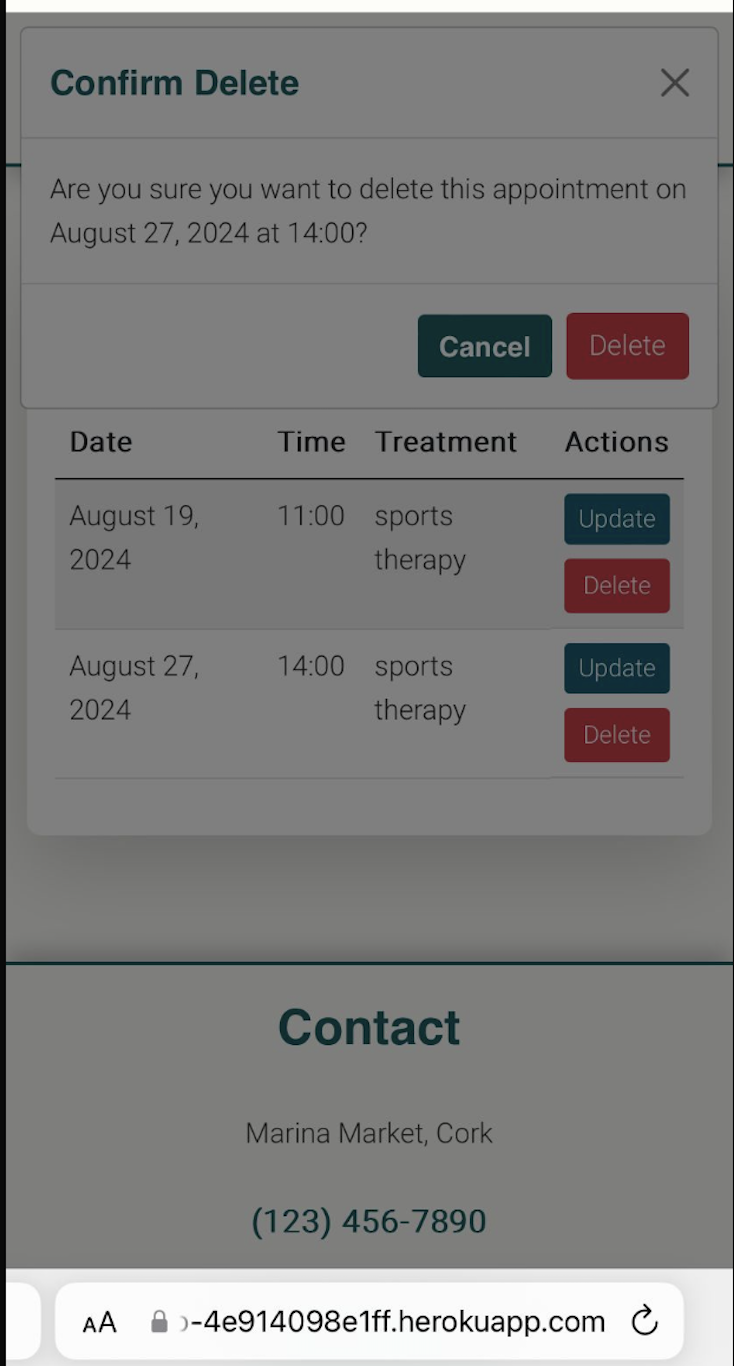 Confirm Delete
Are you sure you want to delete this appointment on
August 27, 2024 at 14:00?
Cancel Delete
Date Time Treatment Actions
August 19, 11:00 sports Update
2024 therapy Delete
August 27, 14:00 sports Update
2024 therapy Delete
Contact
Marina Market, Cork
(123) 456-7890
AA -4e914098e1ff.herokuapp.com